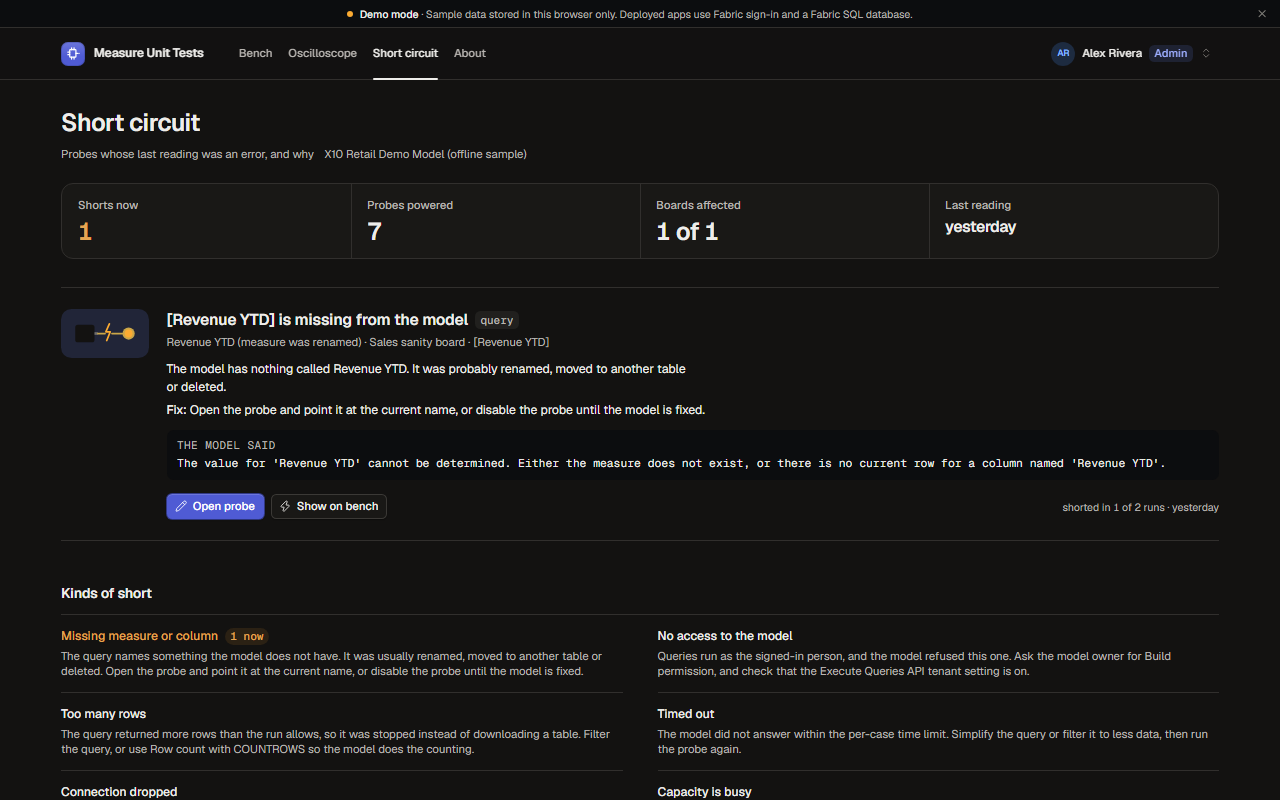 Demo mode · Sample data stored in this browser only. Deployed apps use Fabric sign-in and a Fabric SQL database.
Measure Unit Tests
Bench
Oscilloscope
Short circuit
About
AR
Alex Rivera
Admin
Short circuit
Probes whose last reading was an error, and why
X10 Retail Demo Model (offline sample)
Shorts now
1
Probes powered
7
Boards affected
1 of 1
Last reading
yesterday
[Revenue YTD] is missing from the model
query
Revenue YTD (measure was renamed) · Sales sanity board · [Revenue YTD]
The model has nothing called Revenue YTD. It was probably renamed, moved to another table
or deleted.
Fix: Open the probe and point it at the current name, or disable the probe until the model is fixed.
THE MODEL SAID
The value for 'Revenue YTD' cannot be determined. Either the measure does not exist, or there is no current row for a column named 'Revenue YTD'.
Open probe
Show on bench
shorted in 1 of 2 runs · yesterday
Kinds of short
Missing measure or column
1 now
The query names something the model does not have. It was usually renamed, moved to another table or
deleted. Open the probe and point it at the current name, or disable the probe until the model is fixed.
No access to the model
Queries run as the signed-in person, and the model refused this one. Ask the model owner for Build
permission, and check that the Execute Queries API tenant setting is on.
Too many rows
The query returned more rows than the run allows, so it was stopped instead of downloading a table. Filter
the query, or use Row count with COUNTROWS so the model does the counting.
Timed out
The model did not answer within the per-case time limit. Simplify the query or filter it to less data, then run
the probe again.
Connection dropped
Capacity is busy